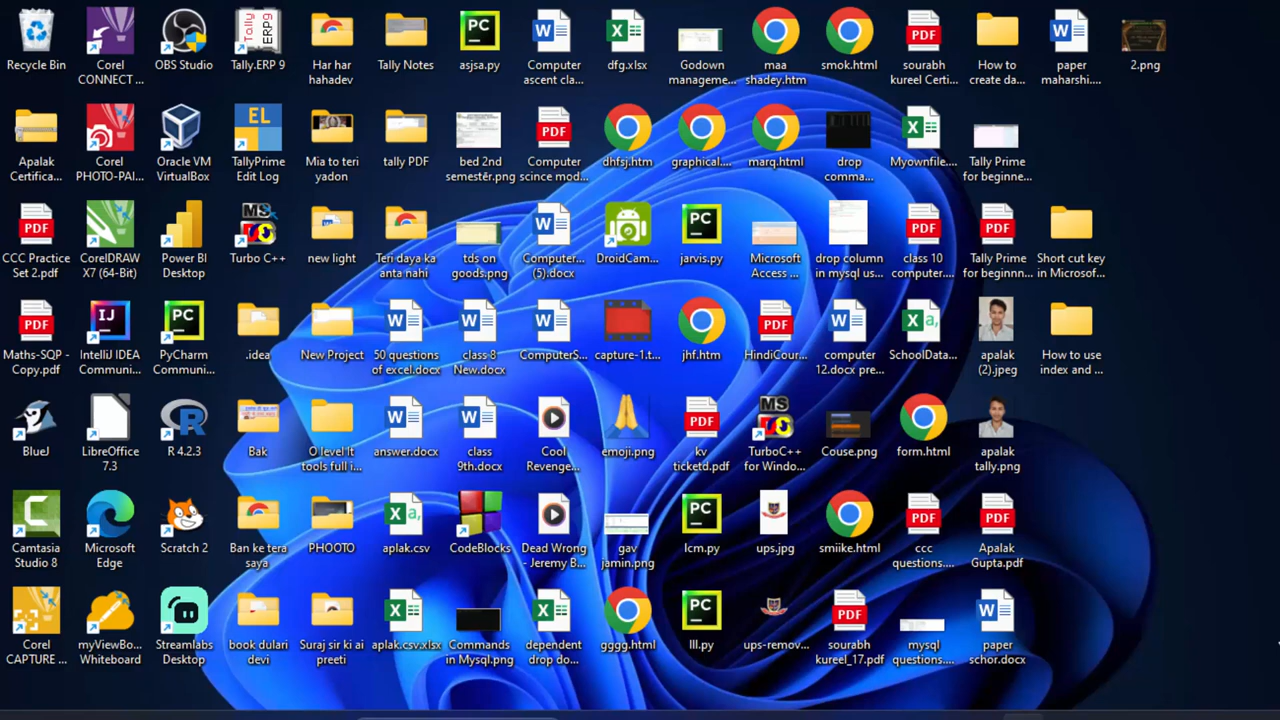 Recycle Bin
Corel
CONNECT ...
OBS Studio
Tally.ERP 9
Har har
hahadev
Tally Notes
asjsa.py
Computer
ascent cla...
dfg.xlsx
Godown
manageme...
maa
shadey.htm
smok.html
sourabh
kureel Certi...
How to
create da...
paper
maharshi....
2.png
Apalak
Certifica...
Corel
PHOTO-PAI...
Oracle VM
VirtualBox
TallyPrime
Edit Log
Mia to teri
yadon
tally PDF
bed 2nd
semestēr.png
Computer
scince mod...
dhfsj.htm
graphical....
marq.html
drop
comma...
Myownfile....
Tally Prime
for beginne...
CCC Practice
Set 2.pdf
CorelDRAW
X7 (64-Bit)
Power BI
Desktop
Turbo C++
new light
Teri daya ka
anta nahi
tds on
goods.png
Computer...
(5).docx
DroidCam...
jarvis.py
Microsoft
Access ...
drop column
in mysql us...
class 10
computer....
Tally Prime
for beginnn...
Short cut key
in Microsof...
Maths-SQP -
Copy.pdf
IntelliJ IDEA
Communi...
PyCharm
Communi...
.idea
New Project
50 questions
of excel.docx
class 8
New.docx
ComputerS...
capture-1.t...
jhf.htm
HindiCour...
computer
12.docx pre...
SchoolData...
apalak
(2).jpeg
How to use
index and ...
BlueJ
LibreOffice
7.3
R 4.2.3
Bak
O level It
tools full i...
answer.docx
class
9th.docx
Cool
Revenge...
emoji.png
kv
ticketd.pdf
TurboC++
for Windo...
Couse.png
form.html
apalak
tally.png
Camtasia
Studio 8
Microsoft
Edge
Scratch 2
Ban ke tera
saya
PHOOTO
aplak.csv
CodeBlocks
Dead Wrong
- Jeremy B...
gav
jamin.png
lcm.py
ups.jpg
smiike.html
ccc
questions....
Apalak
Gupta.pdf
Corel
CAPTURE ...
myViewBo...
Whiteboard
Streamlabs
Desktop
book dulari
devi
Suraj sir ki ai
preeti
aplak.csv.xlsx
Commands
in Mysql.png
dependent
drop do...
gggg.html
lll.py
ups-remov...
sourabh
kureel_17.pdf
mysql
questions....
paper
schor.docx